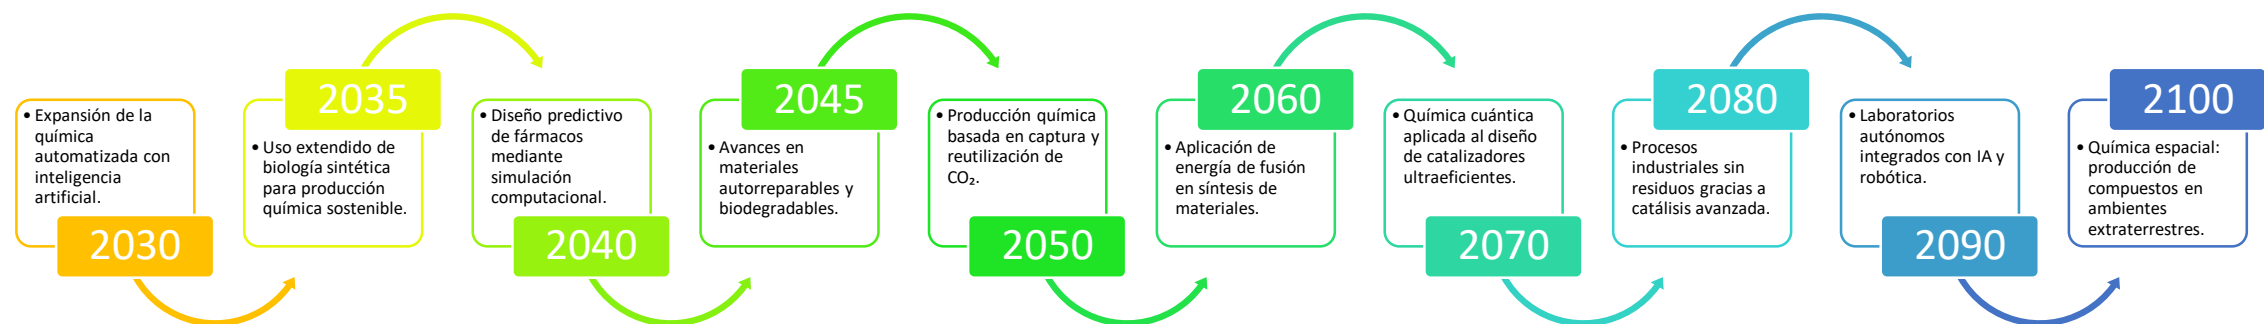 • Expansión de la
química
automatizada con
inteligencia
artificial.
2030
2035
• Uso extendido de
biología sintética
para producción
química sostenible.
• Diseño predictivo
de fármacos
mediante
simulación
computacional.
2040
2045
• Avances en
materiales
autorreparables y
biodegradables.
• Producción química
basada en captura y
reutilización de
CO₂.
2050
2060
• Aplicación de
energía de fusión
en síntesis de
materiales.
• Química cuántica
aplicada al diseño
de catalizadores
ultraeficientes.
2070
2080
• Procesos
industriales sin
residuos gracias a
catálisis avanzada.
• Laboratorios
autónomos
integrados con IA y
robótica.
2090
2100
• Química espacial:
producción de
compuestos en
ambientes
extraterrestres.